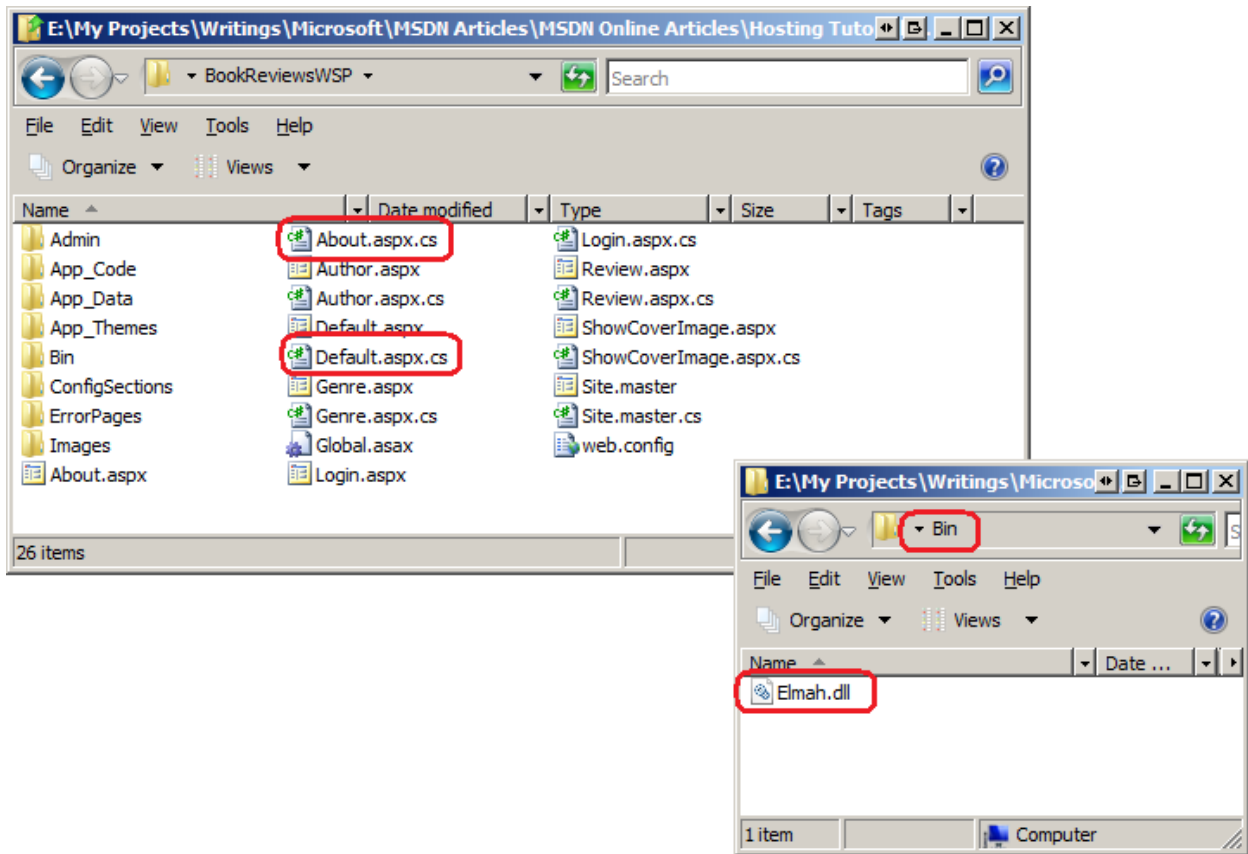 E:\My Projects\Writings\Microsoft\MSDN Articles\MSDN Online Articles\Hosting Tuto
BookReviewsWSP
Search
File Edit View Tools Help
Organize Views
Name Date modified Type Size Tags
Admin About.aspx.cs Login.aspx.cs
App_Code Author.aspx Review.aspx
App_Data Author.aspx.cs Review.aspx.cs
App_Themes Default.aspx ShowCoverImage.aspx
Bin Default.aspx.cs ShowCoverImage.aspx.cs
ConfigSections Genre.aspx Site.master
ErrorPages Genre.aspx.cs Site.master.cs
Images Global.asax web.config
About.aspx Login.aspx
26 items
E:\My Projects\Writings\Microso
Bin
S
File Edit View Tools Help
Organize Views
Name Date ...
Elmah.dll
1 item Computer